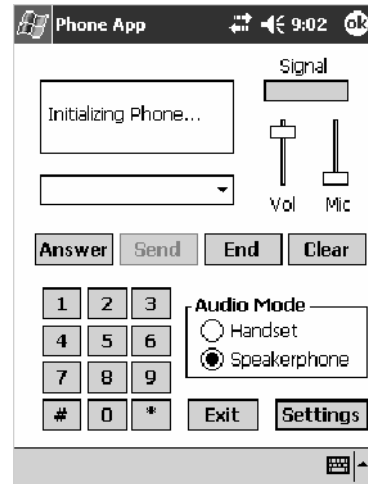 Phone App 9:02 ok
Signal
Initializing Phone...
Vol Mic
Answer Send End Clear
1 2 3
Audio Mode
Handset
4 5 6
Speakerphone
7 8 9
# 0 * Exit Settings